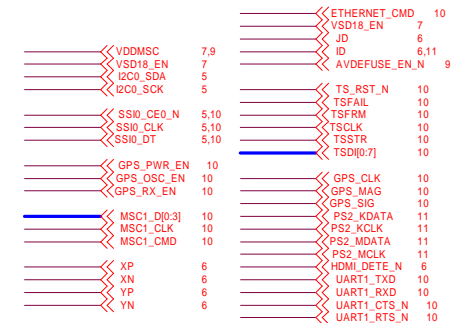 VDDMSC 7,9
VSD18_EN 7
I2C0_SDA 5
I2C0_SCK 5
SSI0_CE0_N 5,10
SSI0_CLK 5,10
SSI0_DT 5,10
GPS_PWR_EN 10
GPS_OSC_EN 10
GPS_RX_EN 10
MSC1_D[0:3] 10
MSC1_CLK 10
MSC1_CMD 10
XP 6
XN 6
YP 6
YN 6
ETHERNET_CMD 10
VSD18_EN 7
JD 6
ID 6,11
AVDEFUSE_EN_N 9
TS_RST_N 10
TSFAIL 10
TSFRM 10
TSCLK 10
TSSTR 10
TSDI[0:7] 10
GPS_CLK 10
GPS_MAG 10
GPS_SIG 10
PS2_KDATA 11
PS2_KCLK 11
PS2_MDATA 11
PS2_MCLK 11
HDMI_DETE_N 6
UART1_TXD 10
UART1_RXD 10
UART1_CTS_N 10
UART1_RTS_N 10